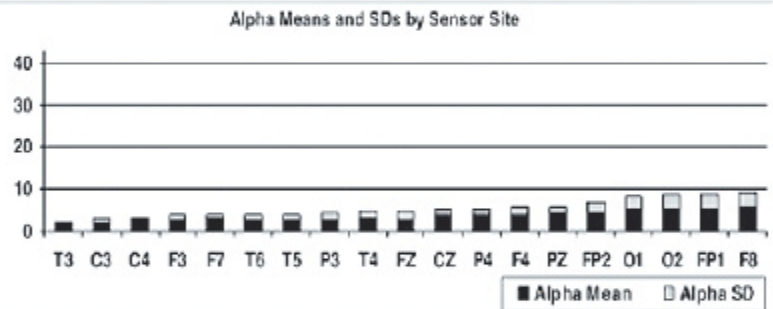 Alpha Means and SDs by Sensor Site
40
30
20
10
0
T3 C3 C4 F3 F7 T6 T5 P3 T4 FZ CZ P4 F4 PZ FP2 O1 O2 FP1 F8
Alpha Mean Alpha SD